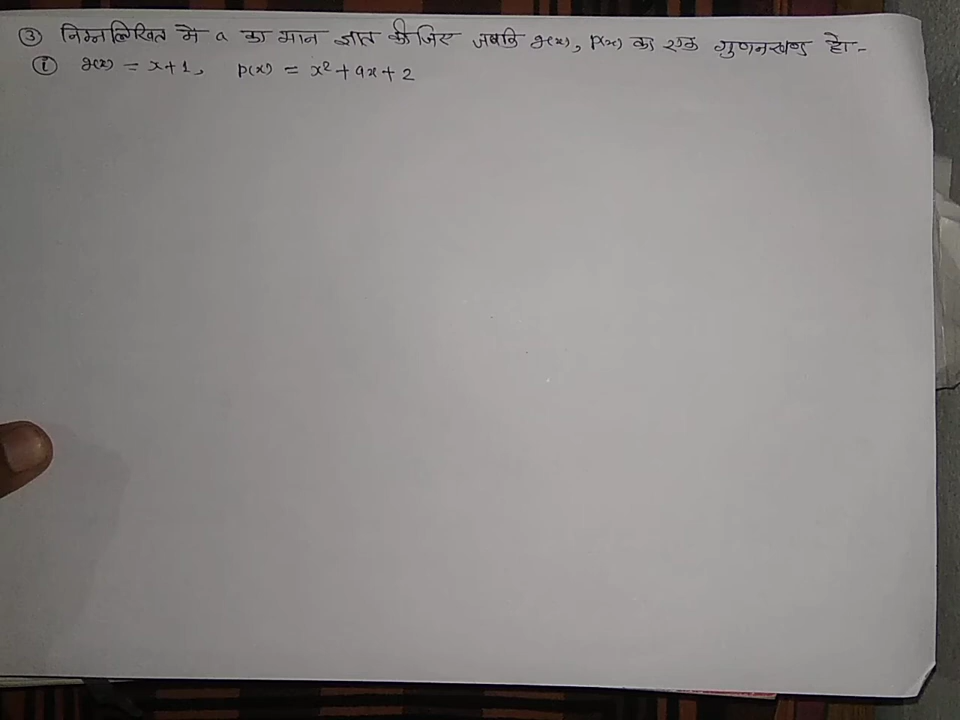 ③ निम्नलिखित में a का मान ज्ञात कीजिए जबकि g(x), p(x) का एक गुणनखण्ड हो-
ⓘ g(x) = x+1, p(x) = x²+ax+2